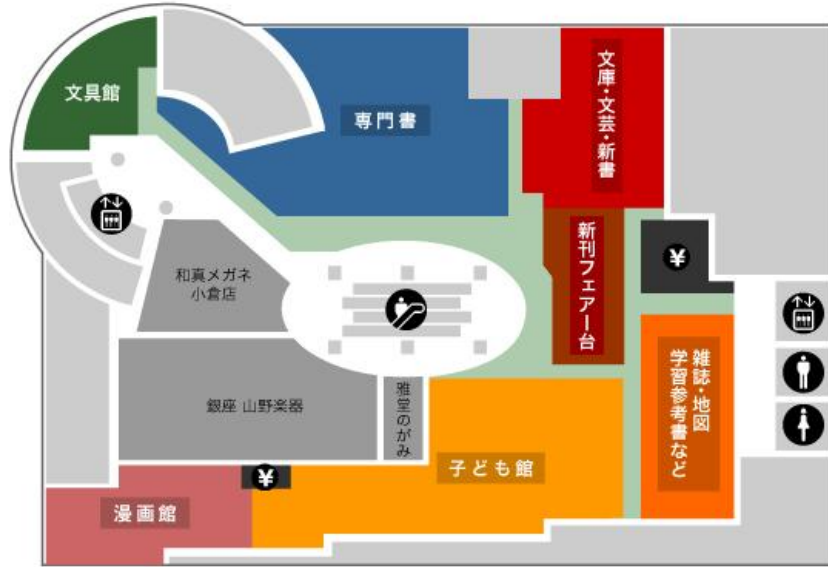 文具館
専門書
文庫・文芸・新書
和真メガネ
小倉店
新刊フェアー台
¥
銀座 山野楽器
雅堂のがみ
雑誌・地図
学習参考書など
子ども館
¥
漫画館